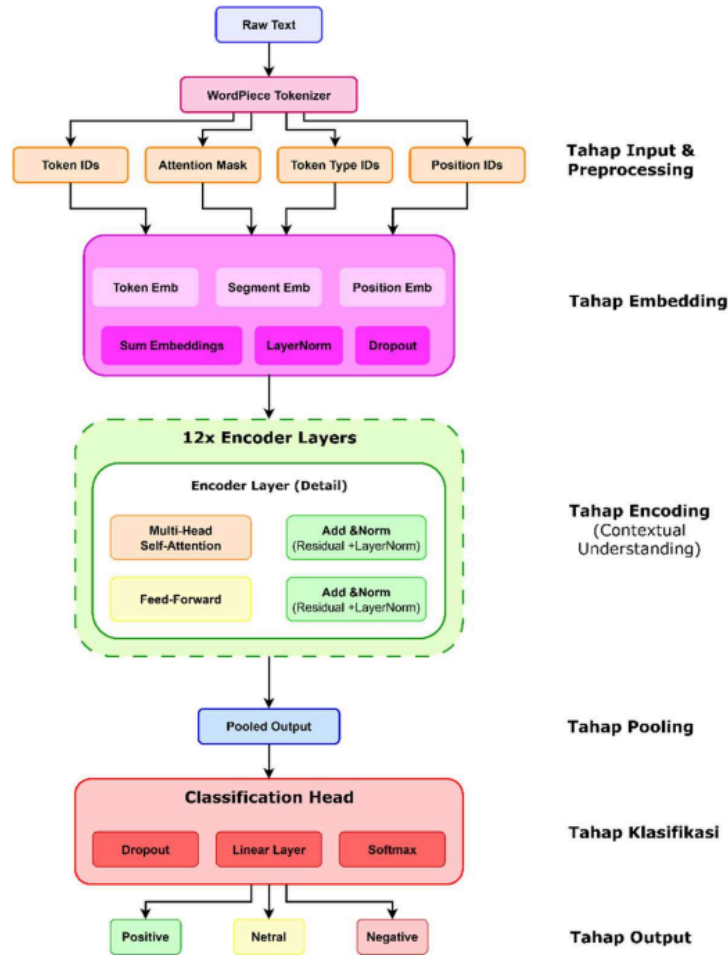 Raw Text
WordPiece Tokenizer
Token IDs
Attention Mask
Token Type IDs
Position IDs
Tahap Input &
Preprocessing
Token Emb
Segment Emb
Position Emb
Sum Embeddings
LayerNorm
Dropout
Tahap Embedding
12x Encoder Layers
Encoder Layer (Detail)
Multi-Head
Self-Attention
Add &Norm
(Residual +LayerNorm)
Feed-Forward
Add &Norm
(Residual +LayerNorm)
Tahap Encoding
(Contextual
Understanding)
Pooled Output
Tahap Pooling
Classification Head
Dropout
Linear Layer
Softmax
Tahap Klasifikasi
Positive
Netral
Negative
Tahap Output